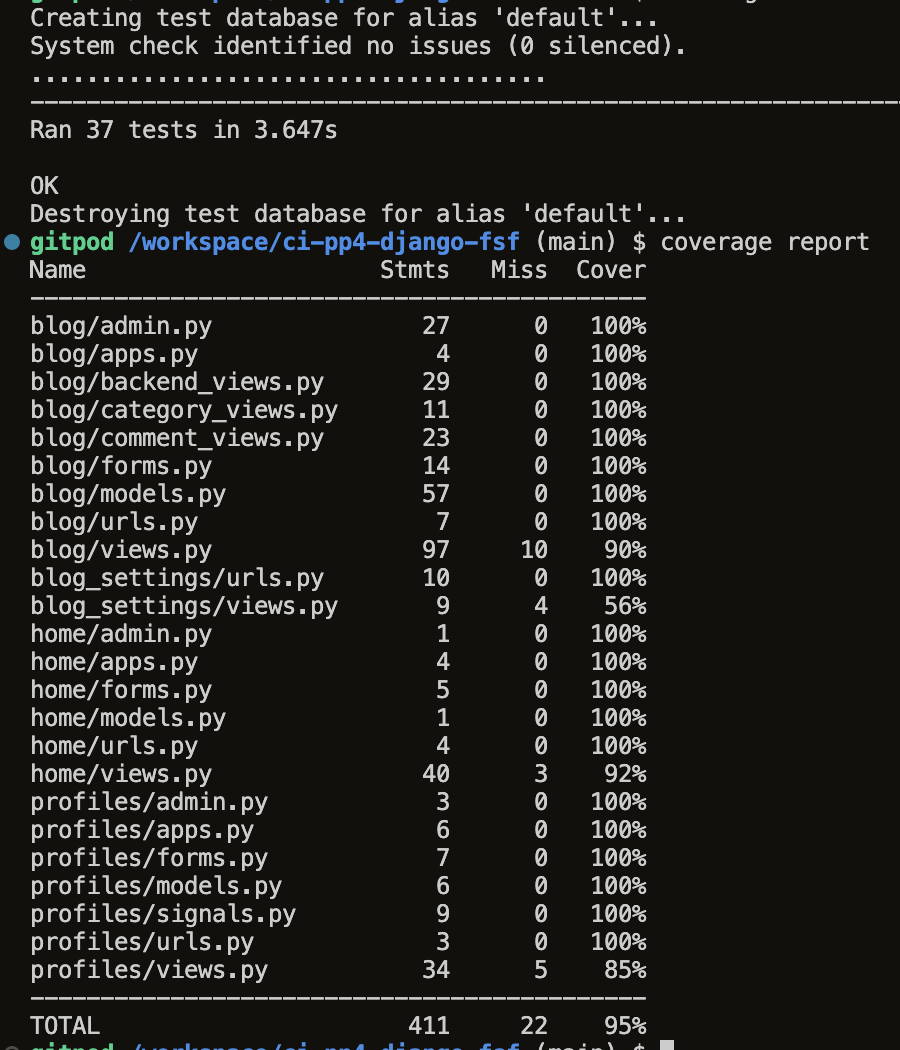 Creating test database for alias 'default'...
System check identified no issues (0 silenced).
.....................................
----------------------------------------------------------------------
Ran 37 tests in 3.647s
OK
Destroying test database for alias 'default'...
gitpod /workspace/ci-pp4-django-fsf (main) $ coverage report
Name                         Stmts   Miss  Cover
--------------------------------------------
blog/admin.py                   27      0   100%
blog/apps.py                     4      0   100%
blog/backend_views.py           29      0   100%
blog/category_views.py          11      0   100%
blog/comment_views.py           23      0   100%
blog/forms.py                   14      0   100%
blog/models.py                  57      0   100%
blog/urls.py                     7      0   100%
blog/views.py                   97     10    90%
blog_settings/urls.py           10      0   100%
blog_settings/views.py           9      4    56%
home/admin.py                    1      0   100%
home/apps.py                     4      0   100%
home/forms.py                    5      0   100%
home/models.py                   1      0   100%
home/urls.py                     4      0   100%
home/views.py                   40      3    92%
profiles/admin.py                3      0   100%
profiles/apps.py                 6      0   100%
profiles/forms.py                7      0   100%
profiles/models.py               6      0   100%
profiles/signals.py              9      0   100%
profiles/urls.py                 3      0   100%
profiles/views.py               34      5    85%
--------------------------------------------
TOTAL                          411     22    95%
gitpod /workspace/ci-pp4-django-fsf (main) $